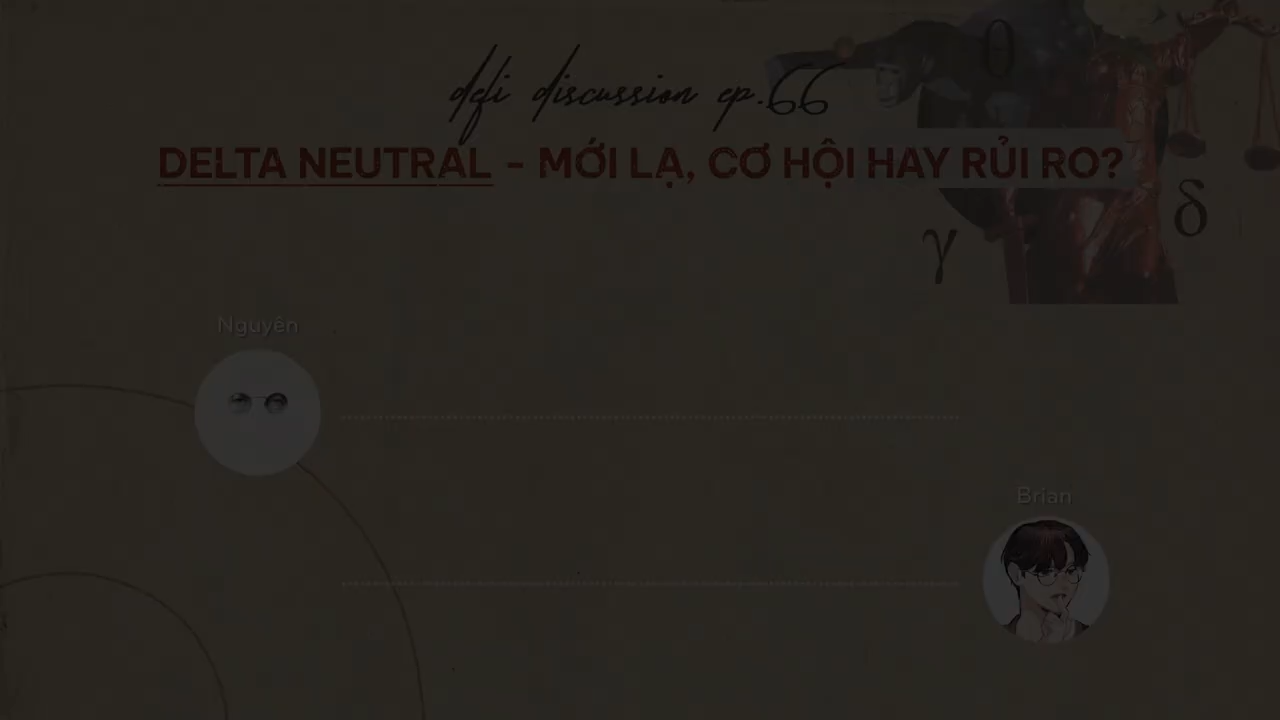 defi discussion ep.66
DELTA NEUTRAL - MỚI LẠ, CƠ HỘI HAY RỦI RO?
θ
δ
γ
Nguyên
Brian